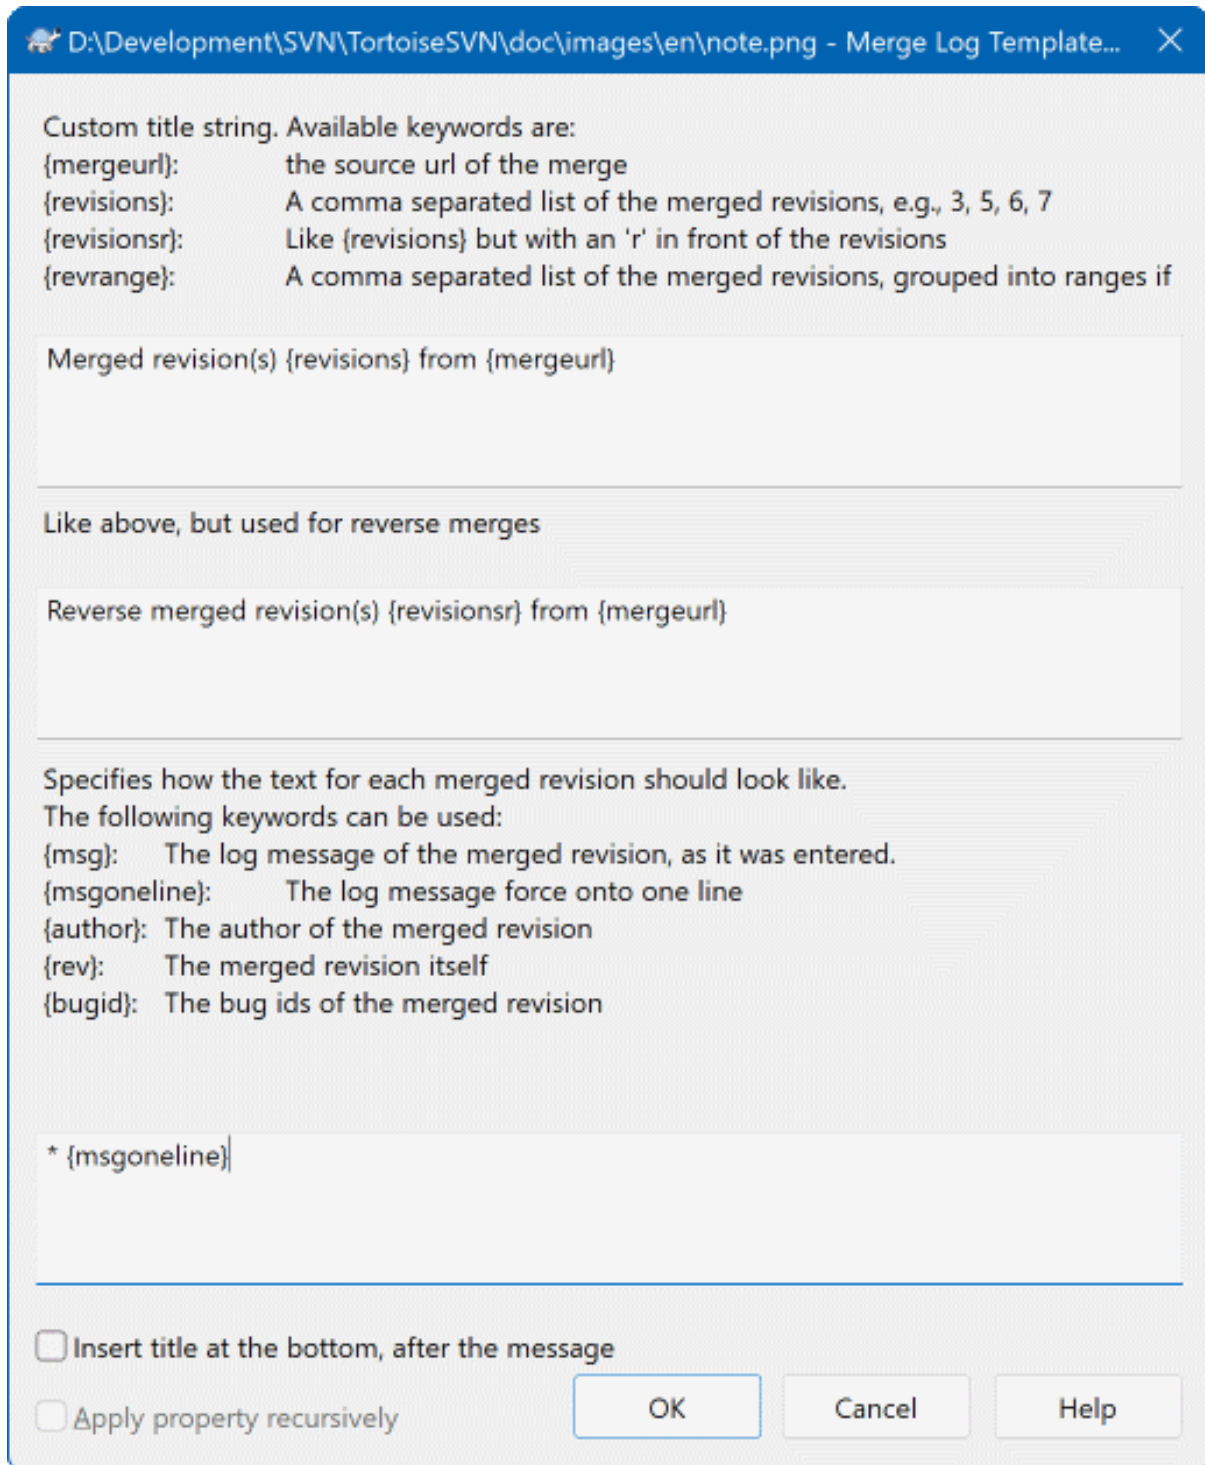 D:\Development\SVN\TortoiseSVN\doc\images\en\note.png - Merge Log Template...
Custom title string. Available keywords are:
{mergeurl}: the source url of the merge
{revisions}: A comma separated list of the merged revisions, e.g., 3, 5, 6, 7
{revisionsr}: Like {revisions} but with an 'r' in front of the revisions
{revrange}: A comma separated list of the merged revisions, grouped into ranges if
Merged revision(s) {revisions} from {mergeurl}
Like above, but used for reverse merges
Reverse merged revision(s) {revisionsr} from {mergeurl}
Specifies how the text for each merged revision should look like.
The following keywords can be used:
{msg}: The log message of the merged revision, as it was entered.
{msgoneline}: The log message force onto one line
{author}: The author of the merged revision
{rev}: The merged revision itself
{bugid}: The bug ids of the merged revision
* {msgoneline}
Insert title at the bottom, after the message
Apply property recursively
OK Cancel Help